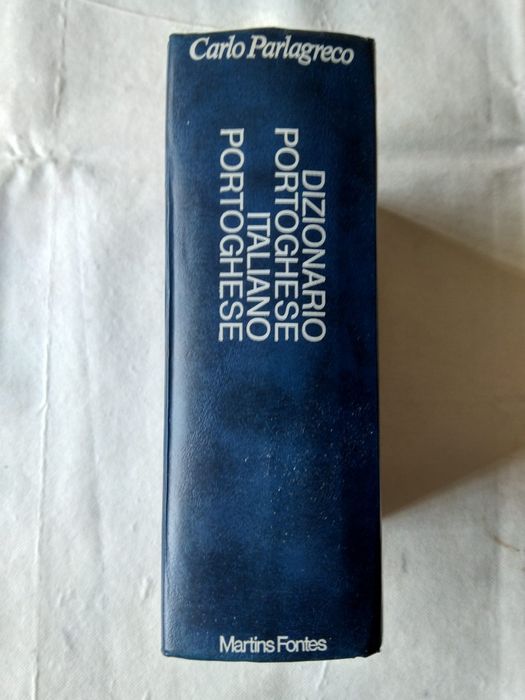 Carlo Parlagreco
DIZIONARIO
PORTOGHESE
ITALIANO
PORTOGHESE
Martins Fontes